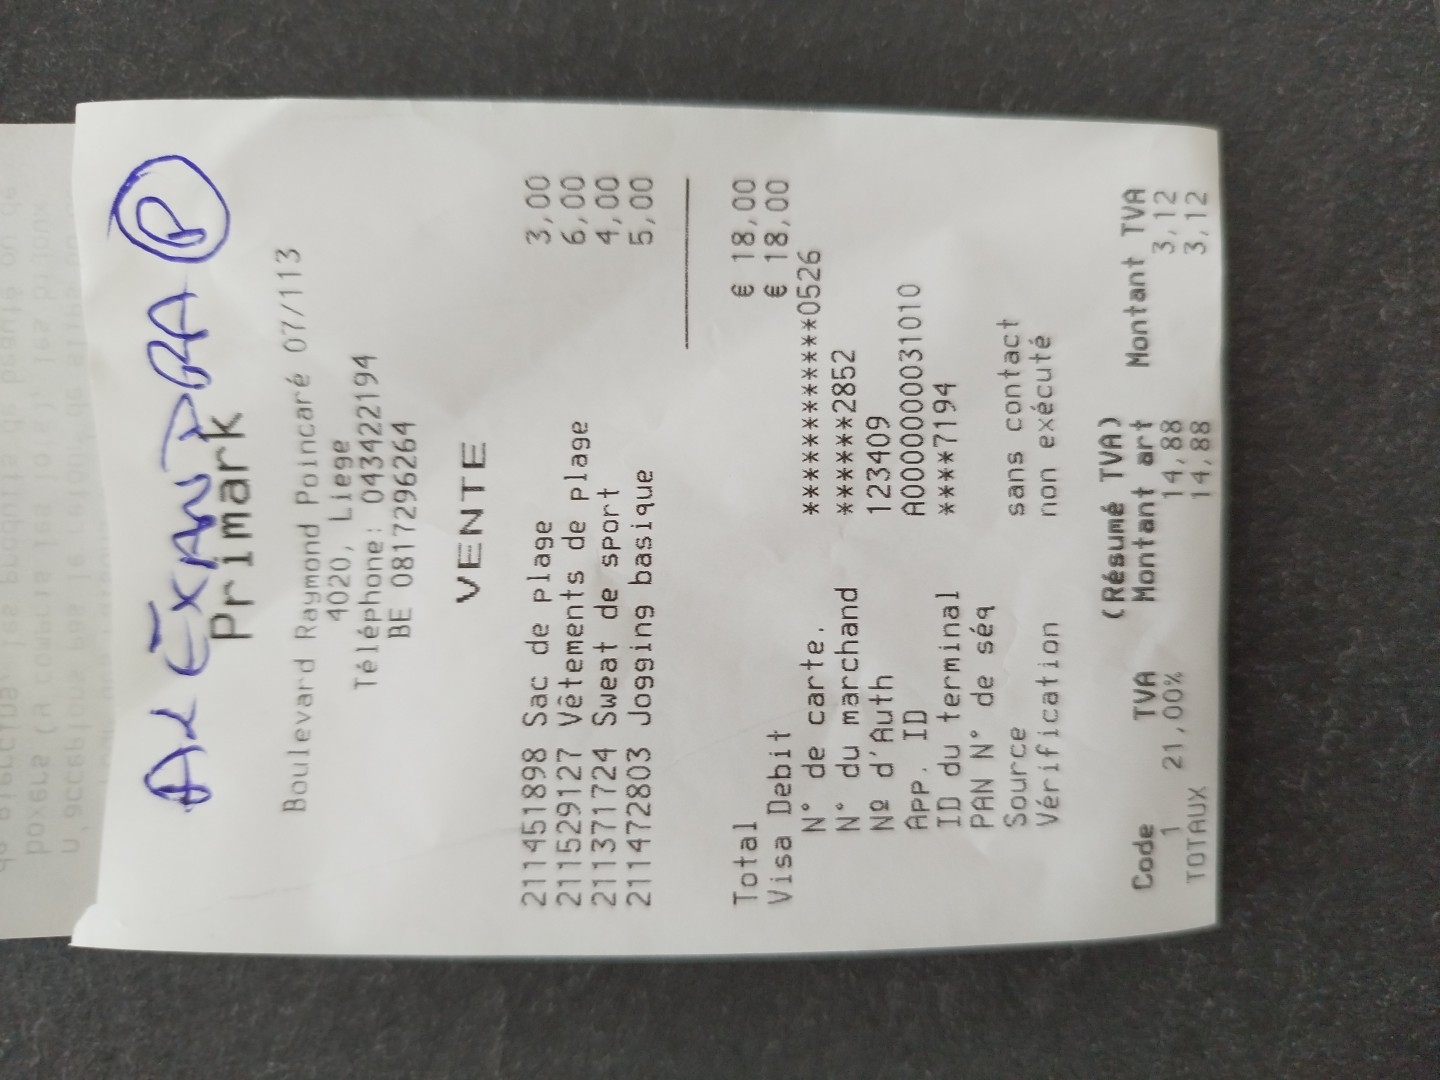 ALEXANDRA P
Primark
Boulevard Raymond Poincaré 07/113
4020, Liege
Téléphone: 043422194
BE 0817296264
VENTE
211451898 Sac de plage 3,00
211529127 Vêtements de plage 6,00
211371724 Sweat de sport 4,00
211472803 Jogging basique 5,00
Total € 18,00
Visa Debit € 18,00
N° de carte. ************0526
N° du marchand ******2852
Nº d'Auth 123409
APP. ID A0000000031010
ID du terminal ****7194
PAN N° de séq
Source sans contact
Vérification non exécuté
(Résumé TVA)
Code TVA Montant art Montant TVA
1 21,00% 14,88 3,12
TOTAUX 14,88 3,12